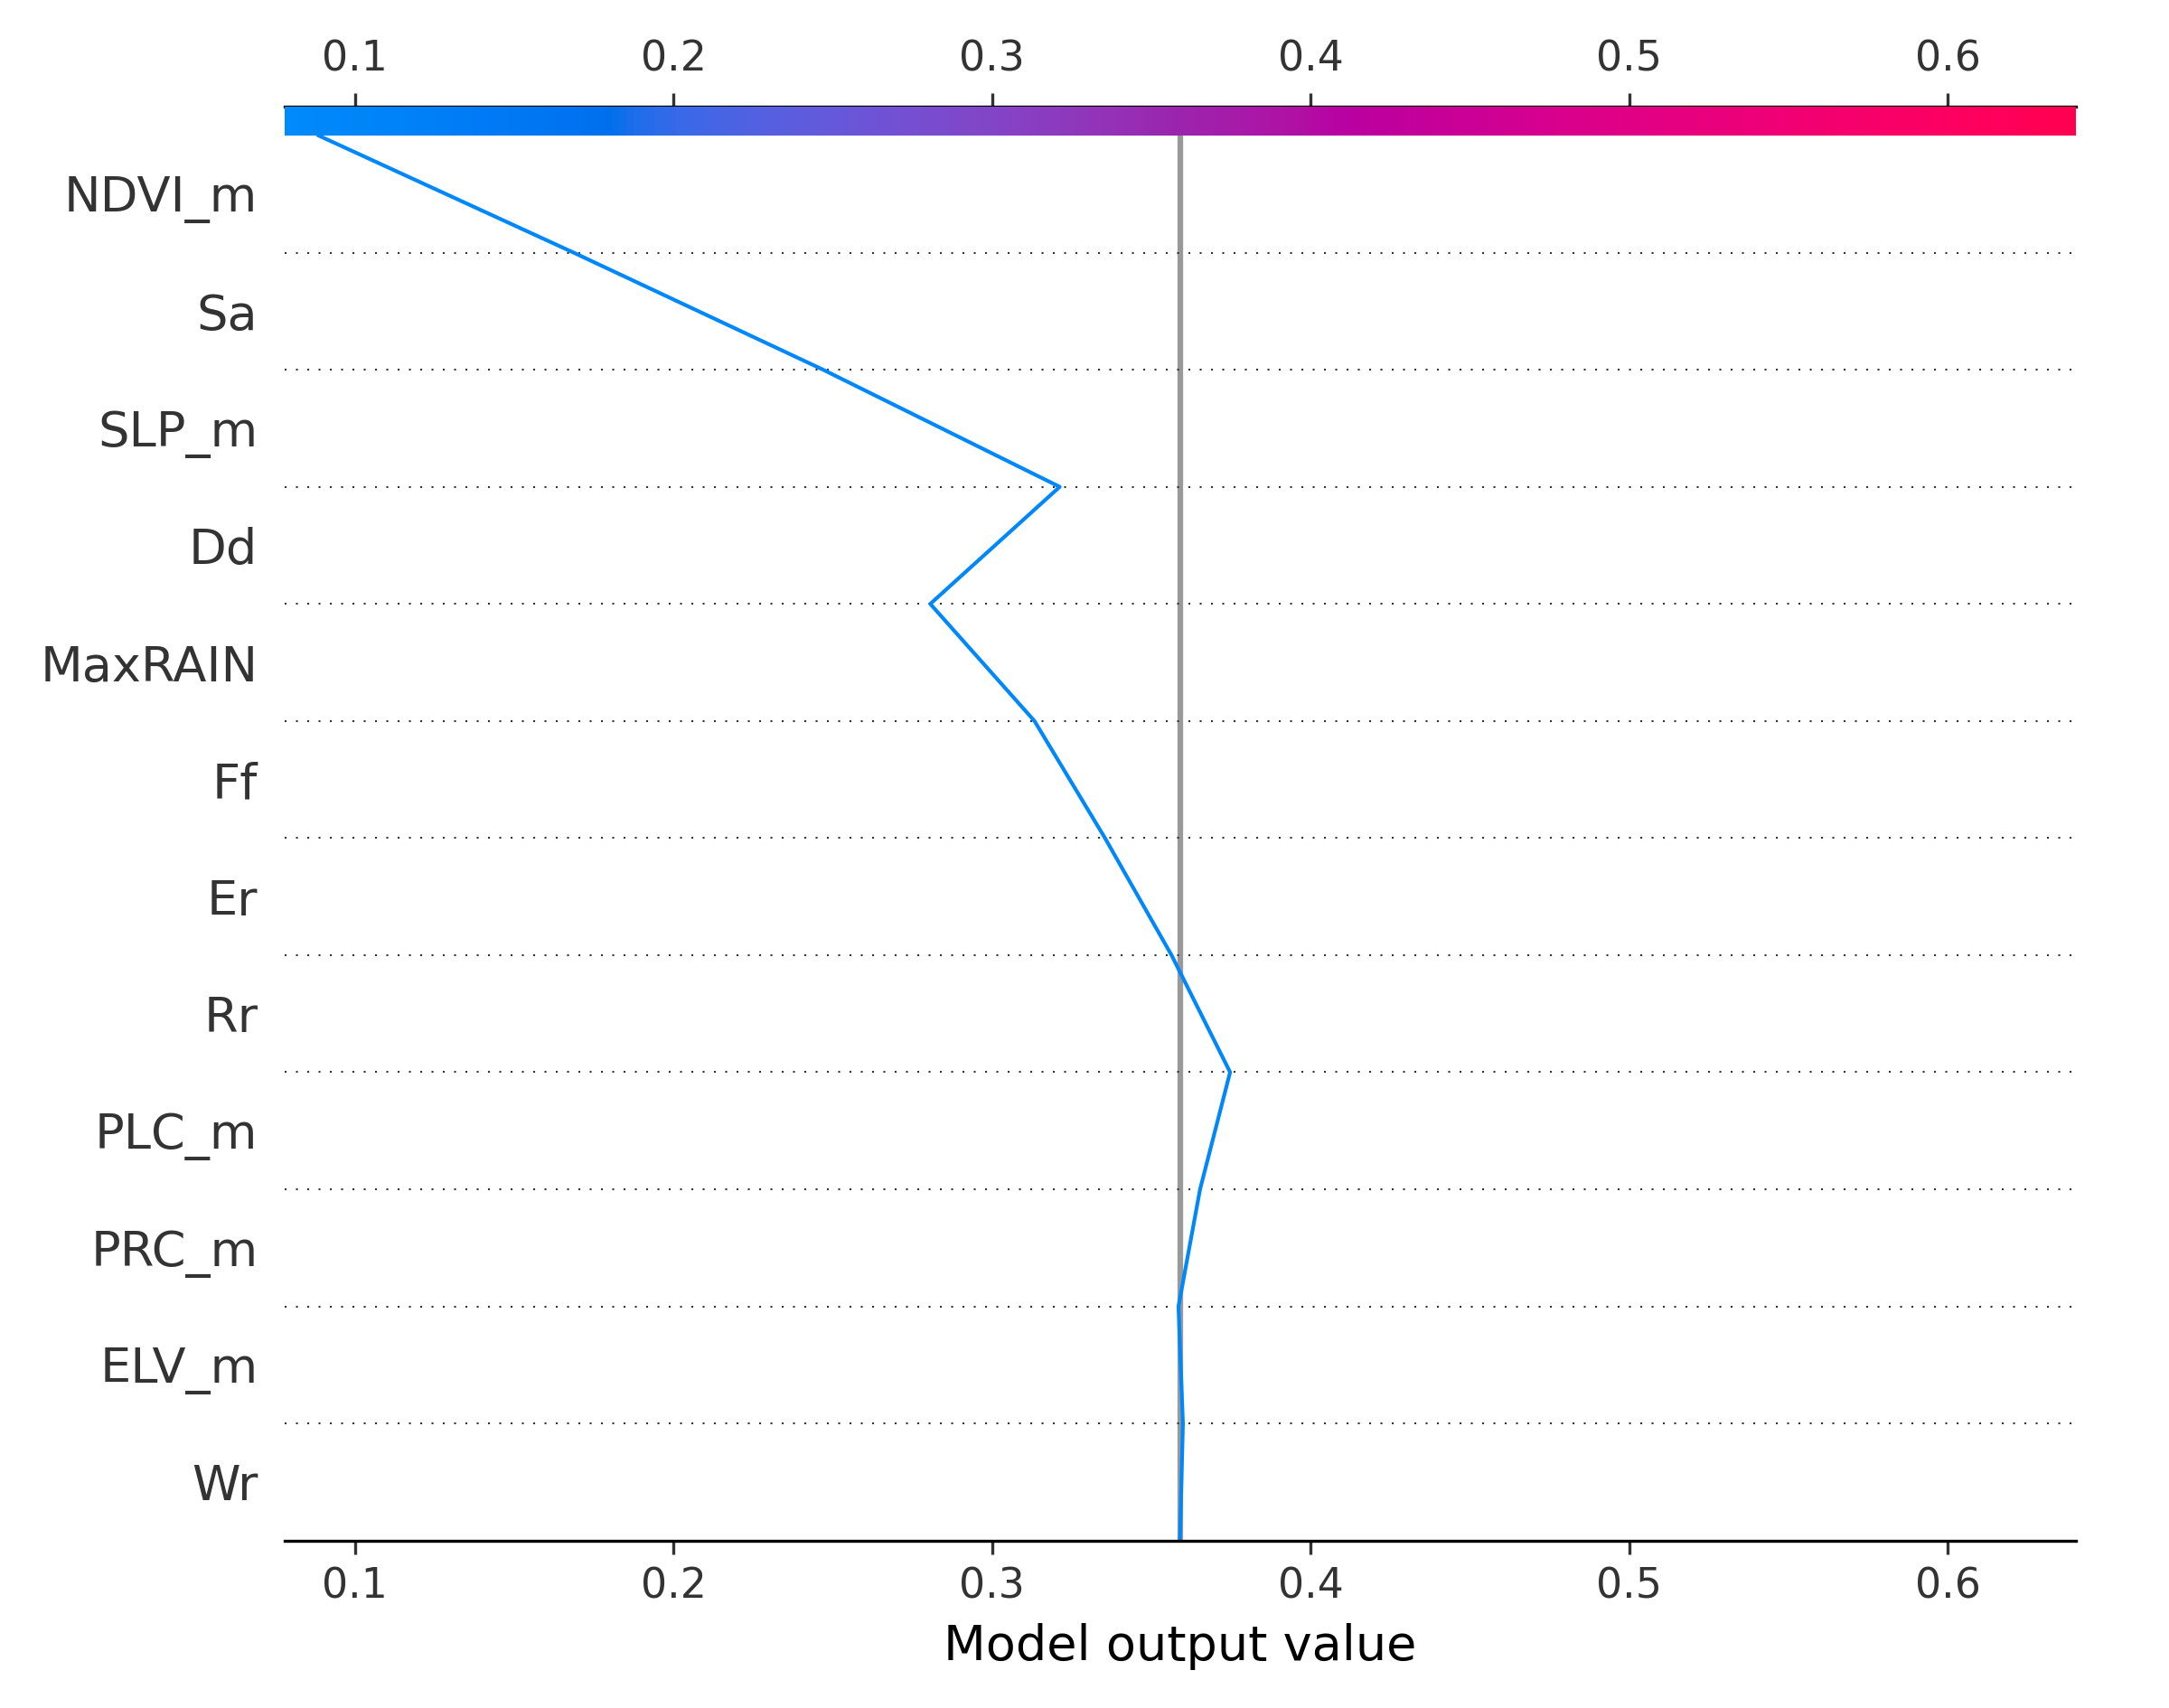 0.1 0.2 0.3 0.4 0.5 0.6
NDVI_m
Sa
SLP_m
Dd
MaxRAIN
Ff
Er
Rr
PLC_m
PRC_m
ELV_m
Wr
0.1 0.2 0.3 0.4 0.5 0.6
Model output value